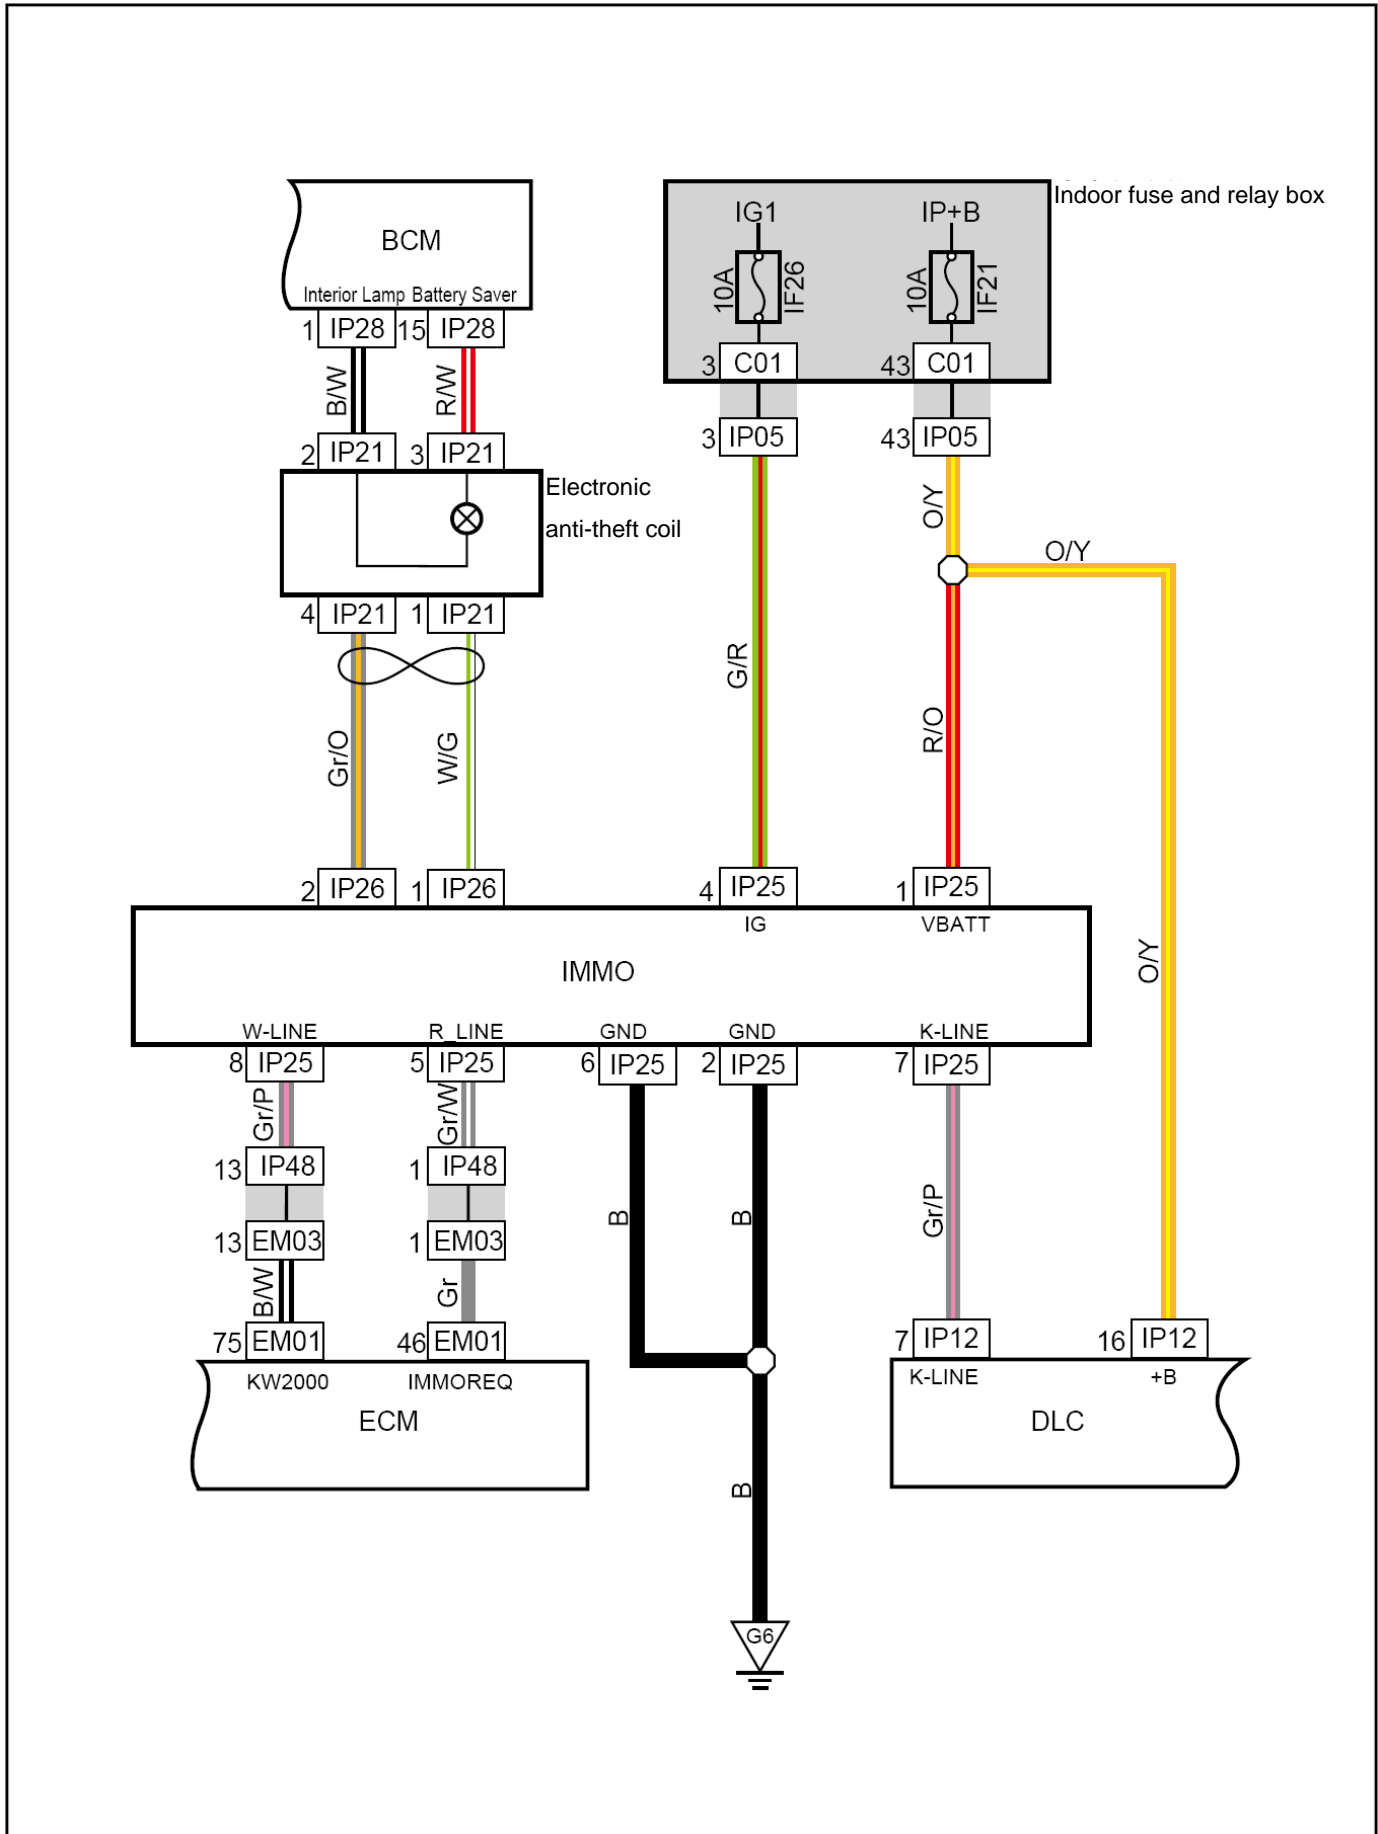 Indoor fuse and relay box
IG1
IP+B
10A
IF26
10A
IF21
3 C01
43 C01
3 IP05
43 IP05
BCM
Interior Lamp Battery Saver
1 IP28
15 IP28
B/W
R/W
2 IP21
3 IP21
Electronic
anti-theft coil
4 IP21
1 IP21
O/Y
O/Y
G/R
R/O
Gr/O
W/G
O/Y
2 IP26
1 IP26
4 IP25
1 IP25
IG
VBATT
IMMO
W-LINE
R_LINE
GND
GND
K-LINE
8 IP25
5 IP25
6 IP25
2 IP25
7 IP25
Gr/P
Gr/W
13 IP48
1 IP48
B
B
Gr/P
13 EM03
1 EM03
B/W
Gr
75 EM01
46 EM01
7 IP12
16 IP12
KW2000
IMMOREQ
K-LINE
+B
ECM
DLC
B
G6